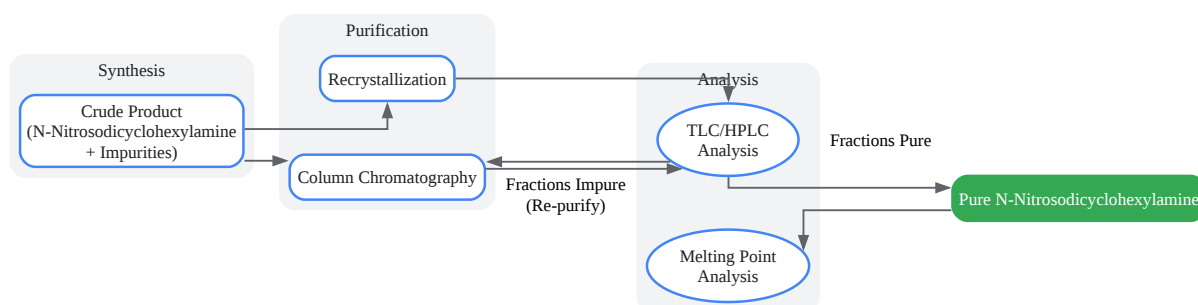 Purification
Synthesis
Recrystallization
Analysis
Crude Product
(N-Nitrosodicyclohexylamine
+ Impurities)
TLC/HPLC
Analysis
Fractions Pure
Column Chromatography
Fractions Impure
(Re-purify)
Pure N-Nitrosodicyclohexylamine
Melting Point
Analysis